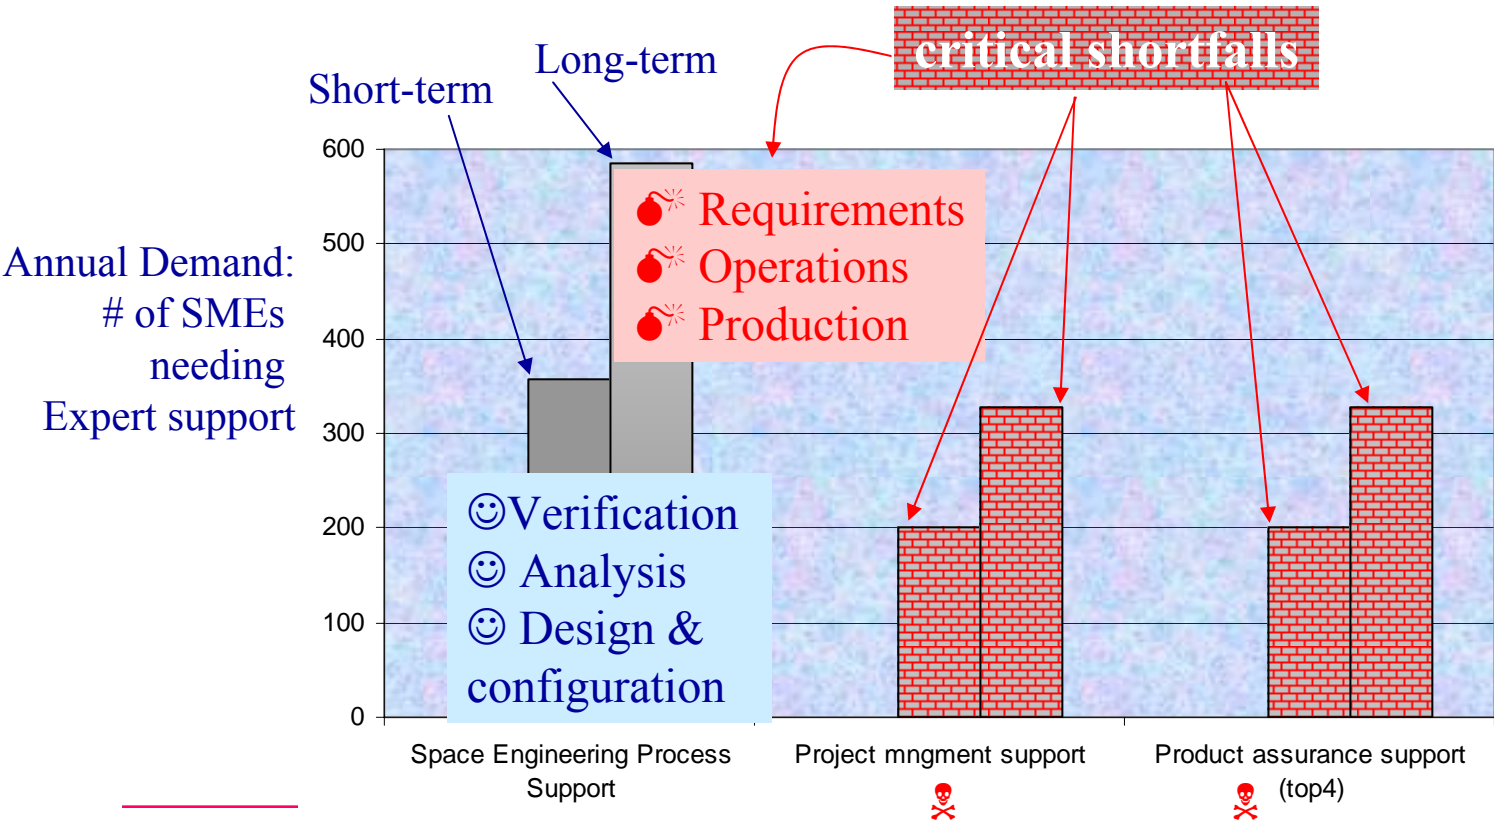 critical shortfalls
Long-term
Short-term
Annual Demand:
# of SMEs
needing
Expert support
600
500
400
300
200
100
0
Requirements
Operations
Production
☺Verification
☺ Analysis
☺ Design &
configuration
Space Engineering Process
Support
Project mngment support
Product assurance support
(top4)